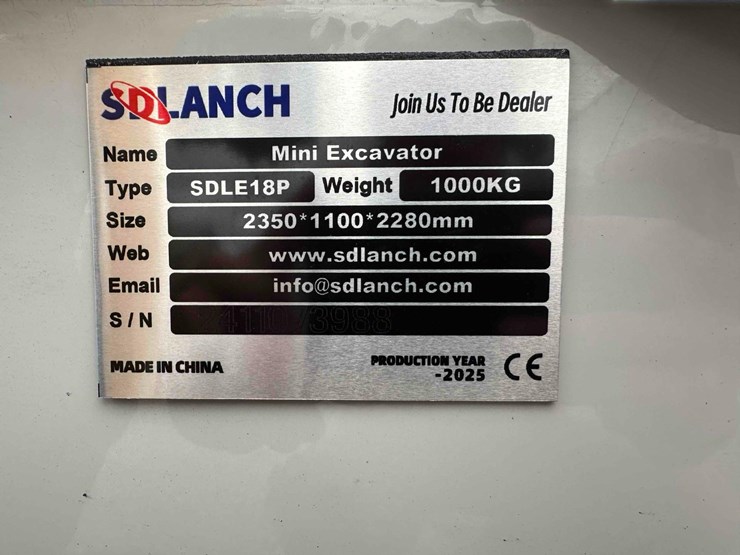 SDLANCH Join Us To Be Dealer
Name Mini Excavator
Type SDLE18P Weight 1000KG
Size 2350*1100*2280mm
Web www.sdlanch.com
Email info@sdlanch.com
S / N
MADE IN CHINA PRODUCTION YEAR CE
-2025